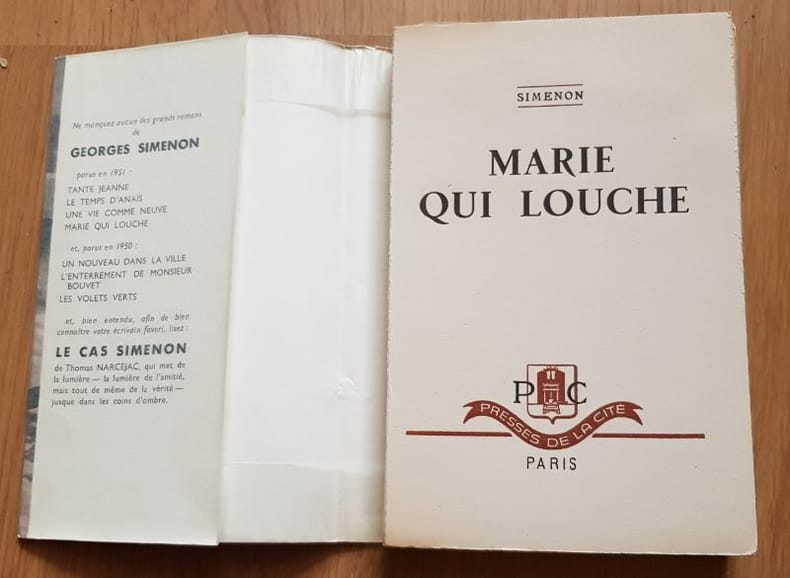 Ne manquez aucun des grands romans
de
GEORGES SIMENON
parus en 1951 :
TANTE JEANNE
LE TEMPS D'ANAÏS
UNE VIE COMME NEUVE
MARIE QUI LOUCHE
et, parus en 1950 :
UN NOUVEAU DANS LA VILLE
L'ENTERREMENT DE MONSIEUR
BOUVET
LES VOLETS VERTS
et, bien entendu, afin de bien
connaître votre écrivain favori, lisez :
LE CAS SIMENON
de Thomas NARCEJAC, qui met de
la lumière — la lumière de l'amitié,
mais tout de même de la vérité —
jusque dans les coins d'ombre.
SIMENON
MARIE
QUI LOUCHE
P C
PRESSES DE LA CITÉ
PARIS